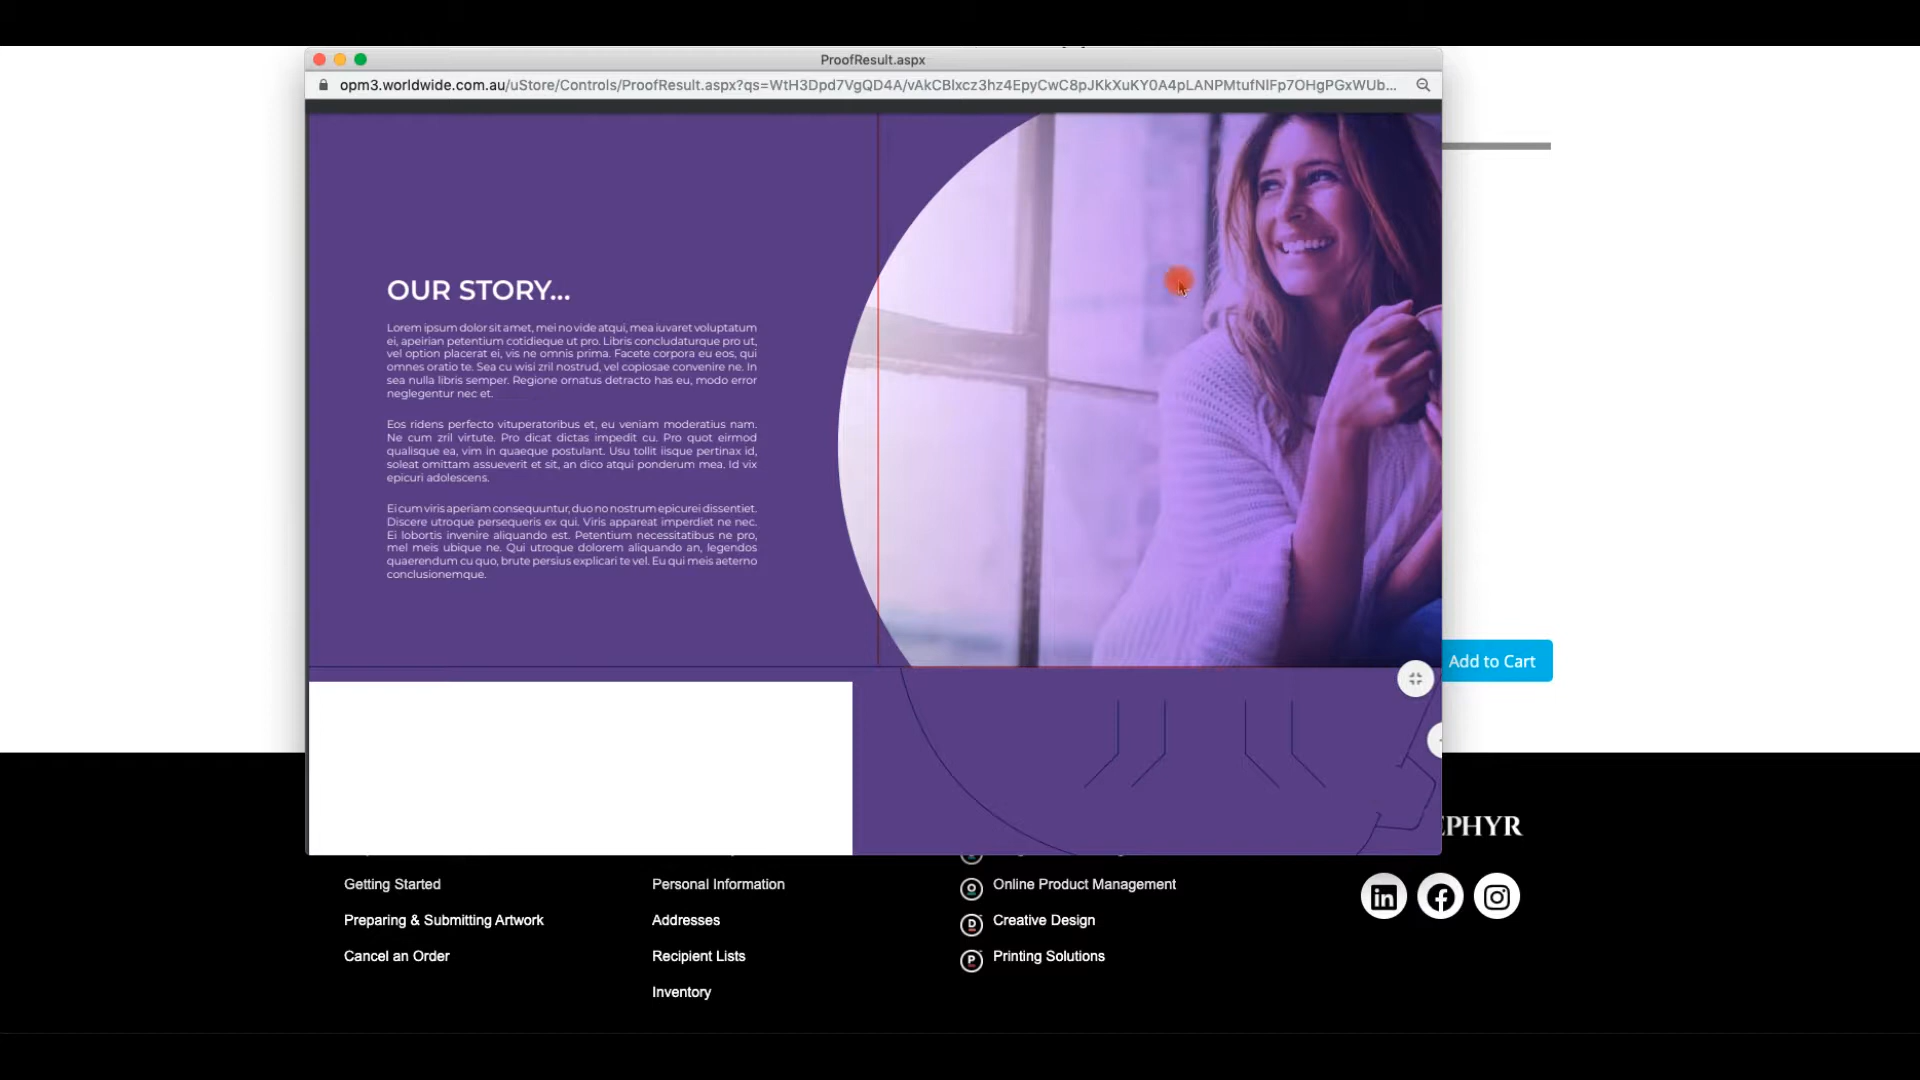 ProofResult.aspx
opm3.worldwide.com.au/uStore/Controls/ProofResult.aspx?qs=WtH3Dpd7VgQD4A/vAkCBlxcz3hz4EpyCwC8pJKkXuKY0A4pLANPMtufNlFp7OHgPGxWUb...
OUR STORY...
Lorem ipsum dolor sit amet, mei no vide atqui, mea iuvaret voluptatum
ei, apeirian petentium cotidieque ut pro. Libris concludaturque pro ut,
vel option placerat ei, vis ne omnis prima. Facete corpora eu eos, qui
omnes oratio te. Sea cu wisi zril nostrud, vel copiosae convenire ne. In
sea nulla libris semper. Regione ornatus detracto has eu, modo error
neglegentur nec et.
Eos ridens perfecto vituperatoribus et, eu veniam moderatius nam.
Ne cum zril virtute. Pro dicat dictas impedit cu. Pro quot eirmod
qualisque ea, vim in quaeque postulant. Usu tollit iisque pertinax id,
soleat omittam assueverit et sit, an dico atqui ponderum mea. Id vix
epicuri adolescens.
Ei cum viris aperiam consequuntur, duo no nostrum epicurei dissentiet.
Discere utroque persequeris ex qui. Viris appareat imperdiet ne nec.
Ei lobortis invenire aliquando est. Petentium necessitatibus ne pro,
mel meis ubique ne. Qui utroque dolorem aliquando an, legendos
quaerendum cu quo, brute persius explicari te vel. Eu qui meis aeterno
conclusionemque.
Add to Cart
EPHYR
Getting Started
Personal Information
Online Product Management
Preparing & Submitting Artwork
Addresses
Creative Design
Cancel an Order
Recipient Lists
Printing Solutions
Inventory